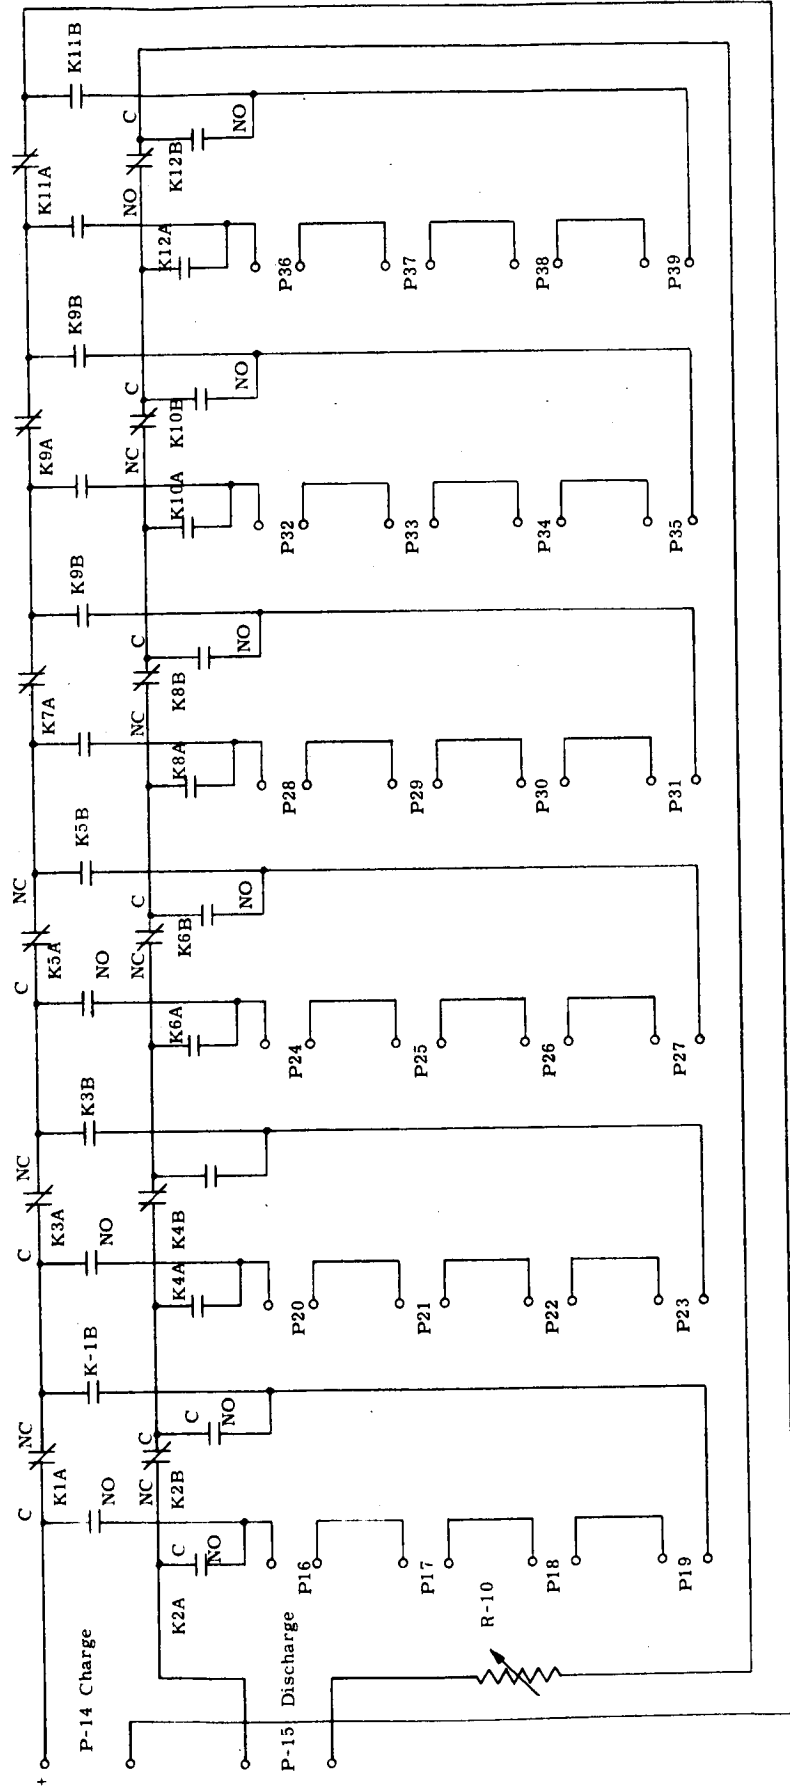 +
P-14 Charge
P-15 Discharge
R-10
C
K1A
NC
NO
K-1B
K2A
C
NO
NC
K2B
C
C
NO
P16
P17
P18
P19
C
K3A
NC
NO
K3B
K4A
K4B
P20
P21
P22
P23
C
K5A
NC
NO
K5B
K6A
NC
K6B
C
NO
P24
P25
P26
P27
K7A
K9B
K8A
NC
K8B
C
NO
P28
P29
P30
P31
K9A
K9B
K10A
NC
K10B
C
NO
P32
P33
P34
P35
K11A
K11B
K12A
NO
K12B
C
NO
P36
P37
P38
P39